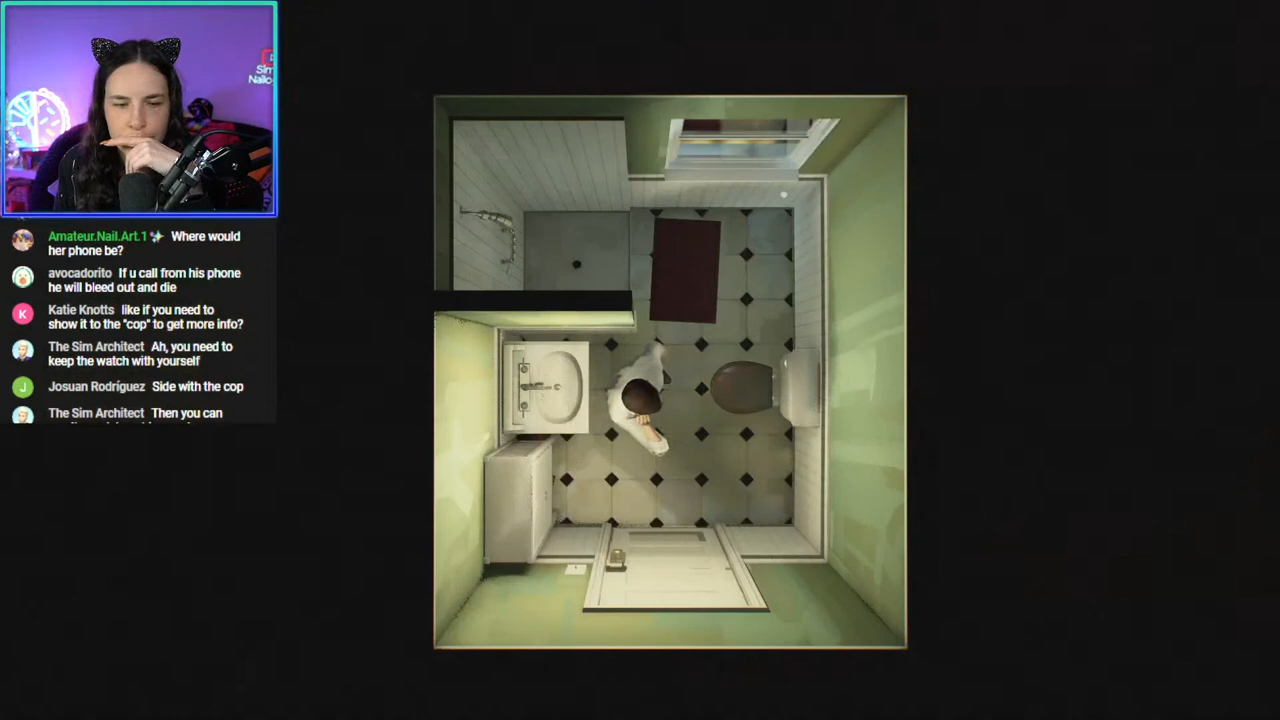 Sim
Amateur.Nail.Art.1✨ Where would
her phone be?
avocadorito If u call from his phone
he will bleed out and die
K Katie Knotts like if you need to
show it to the "cop" to get more info?
The Sim Architect Ah, you need to
keep the watch with yourself
J Josuan Rodríguez Side with the cop
The Sim Architect Then you can